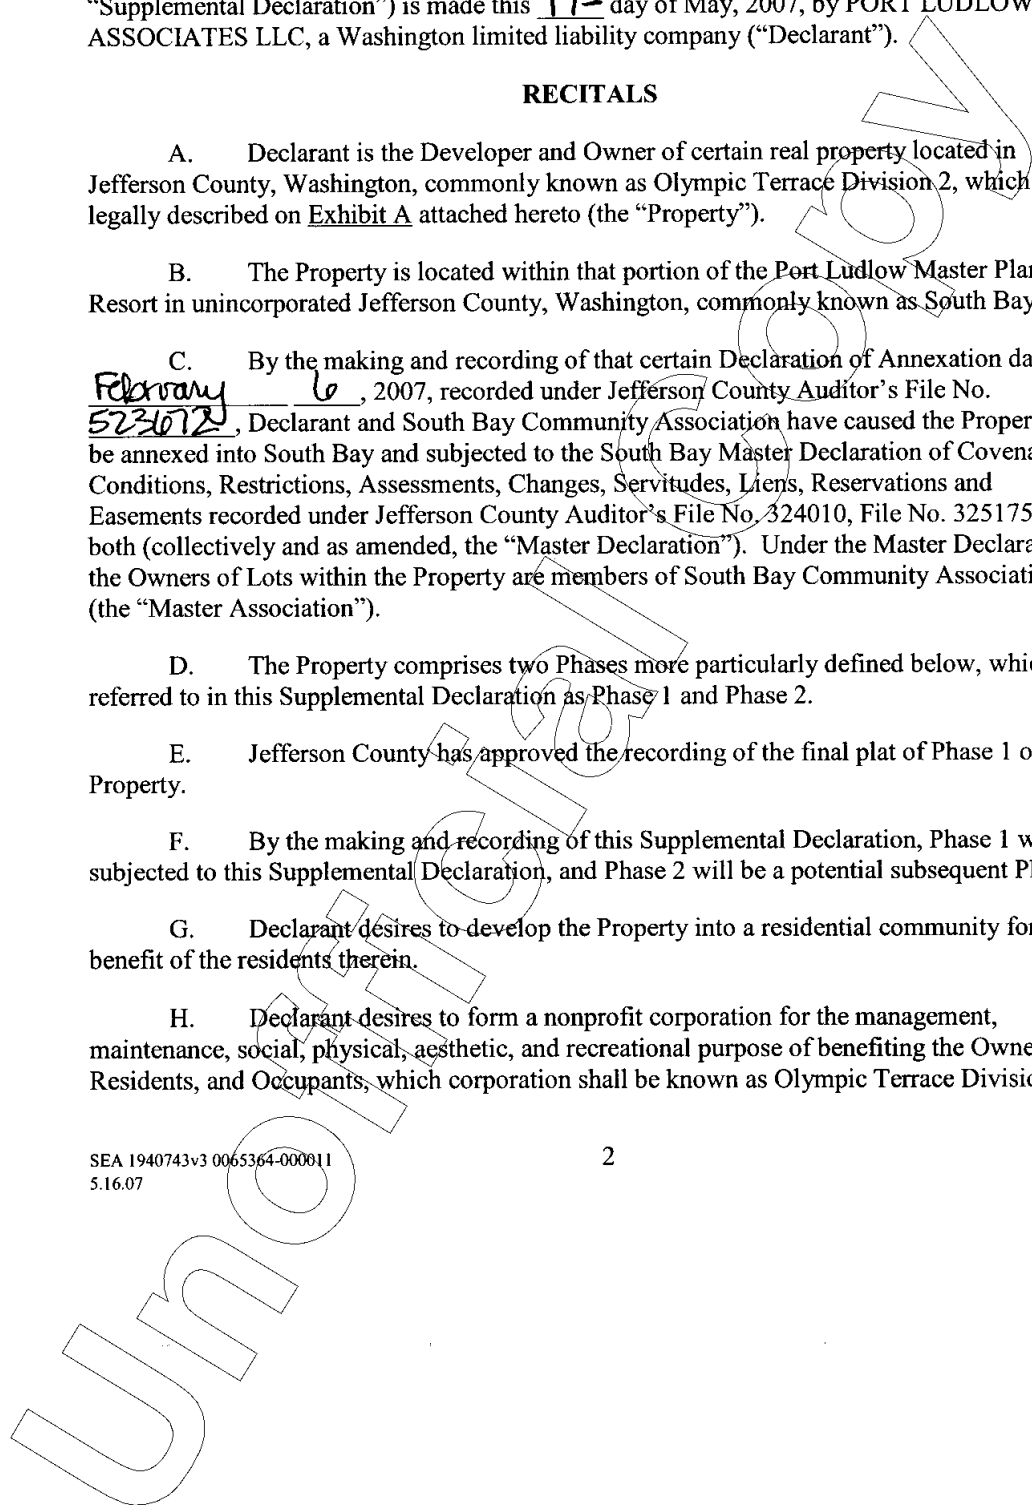 "Supplemental Declaration") is made this 17 day of May, 2007, by PORT LUDLOW
ASSOCIATES LLC, a Washington limited liability company ("Declarant").
RECITALS
A. Declarant is the Developer and Owner of certain real property located in
Jefferson County, Washington, commonly known as Olympic Terrace Division 2, which
legally described on Exhibit A attached hereto (the "Property").
B. The Property is located within that portion of the Port Ludlow Master Plan
Resort in unincorporated Jefferson County, Washington, commonly known as South Bay
C. By the making and recording of that certain Declaration of Annexation da
February 6, 2007, recorded under Jefferson County Auditor's File No.
523672, Declarant and South Bay Community Association have caused the Proper
be annexed into South Bay and subjected to the South Bay Master Declaration of Covena
Conditions, Restrictions, Assessments, Changes, Servitudes, Liens, Reservations and
Easements recorded under Jefferson County Auditor's File No. 324010, File No. 325175
both (collectively and as amended, the "Master Declaration"). Under the Master Declara
the Owners of Lots within the Property are members of South Bay Community Associati
(the "Master Association").
D. The Property comprises two Phases more particularly defined below, whi
referred to in this Supplemental Declaration as Phase 1 and Phase 2.
E. Jefferson County has approved the recording of the final plat of Phase 1 o
Property.
F. By the making and recording of this Supplemental Declaration, Phase 1 w
subjected to this Supplemental Declaration, and Phase 2 will be a potential subsequent P
G. Declarant desires to develop the Property into a residential community for
benefit of the residents therein.
H. Declarant desires to form a nonprofit corporation for the management,
maintenance, social, physical, aesthetic, and recreational purpose of benefiting the Owne
Residents, and Occupants, which corporation shall be known as Olympic Terrace Divisi
SEA 1940743v3 0065364-000011
2
5.16.07
Unofficial Copy